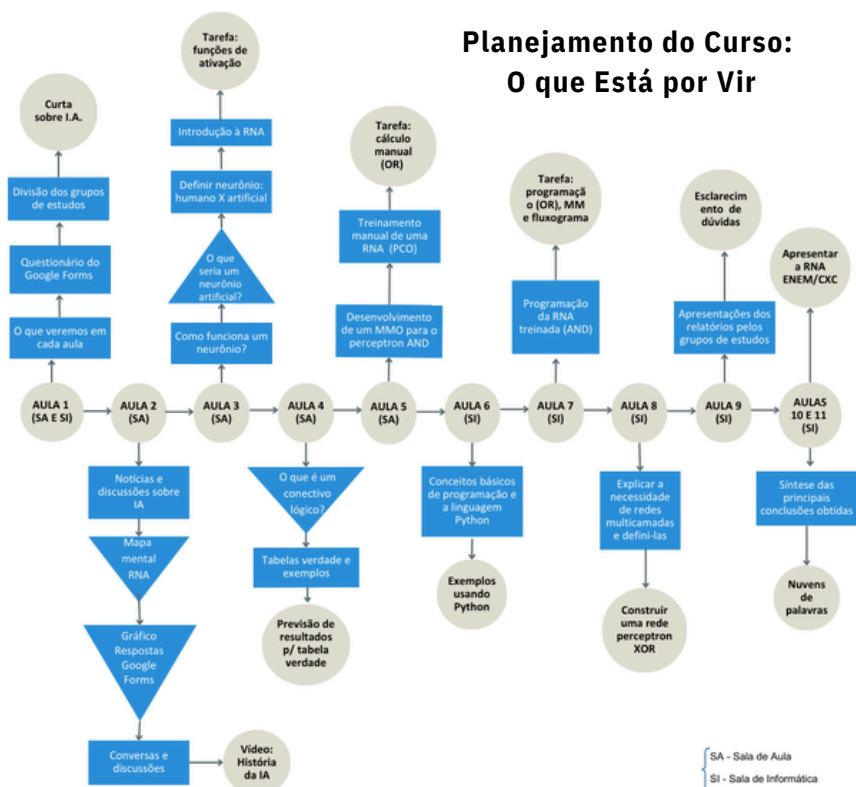 Planejamento do Curso:
O que Está por Vir
Curta
sobre I.A.
Divisão dos grupos
de estudos
Questionário do
Google Forms
O que veremos em
cada aula
AULA 1
(SA E SI)
AULA 2
(SA)
Notícias e
discussões sobre
IA
Mapa
mental
RNA
Gráfico
Respostas
Google
Forms
Conversas e
discussões
Vídeo:
História
da IA
Tarefa:
funções de
ativação
Introdução à RNA
Definir neurônio:
humano X artificial
O que
seria um
neurônio
artificial?
Como funciona um
neurônio?
AULA 3
(SA)
AULA 4
(SA)
O que é um
conectivo
lógico?
Tabelas verdade e
exemplos
Previsão de
resultados
p/ tabela
verdade
Tarefa:
cálculo
manual
(OR)
Treinamento
manual de uma
RNA (PCO)
Desenvolvimento
de um MMO para o
perceptron AND
AULA 5
(SA)
AULA 6
(SI)
Conceitos básicos
de programação e
a linguagem
Python
Exemplos
usando
Python
Tarefa:
programaçã
o (OR), MM
e fluxograma
Programação
da RNA
treinada (AND)
AULA 7
(SI)
AULA 8
(SI)
Explicar a
necessidade
de redes
multicamadas
e defini-las
Construir
uma rede
perceptron
XOR
Esclarecim
ento de
dúvidas
Apresentações dos
relatórios pelos
grupos de estudos
AULA 9
(SI)
Apresentar
a RNA
ENEM/CXC
AULAS
10 E 11
(SI)
Síntese das
principais
conclusões obtidas
Nuvens
de
palavras
SA - Sala de Aula
SI - Sala de Informática